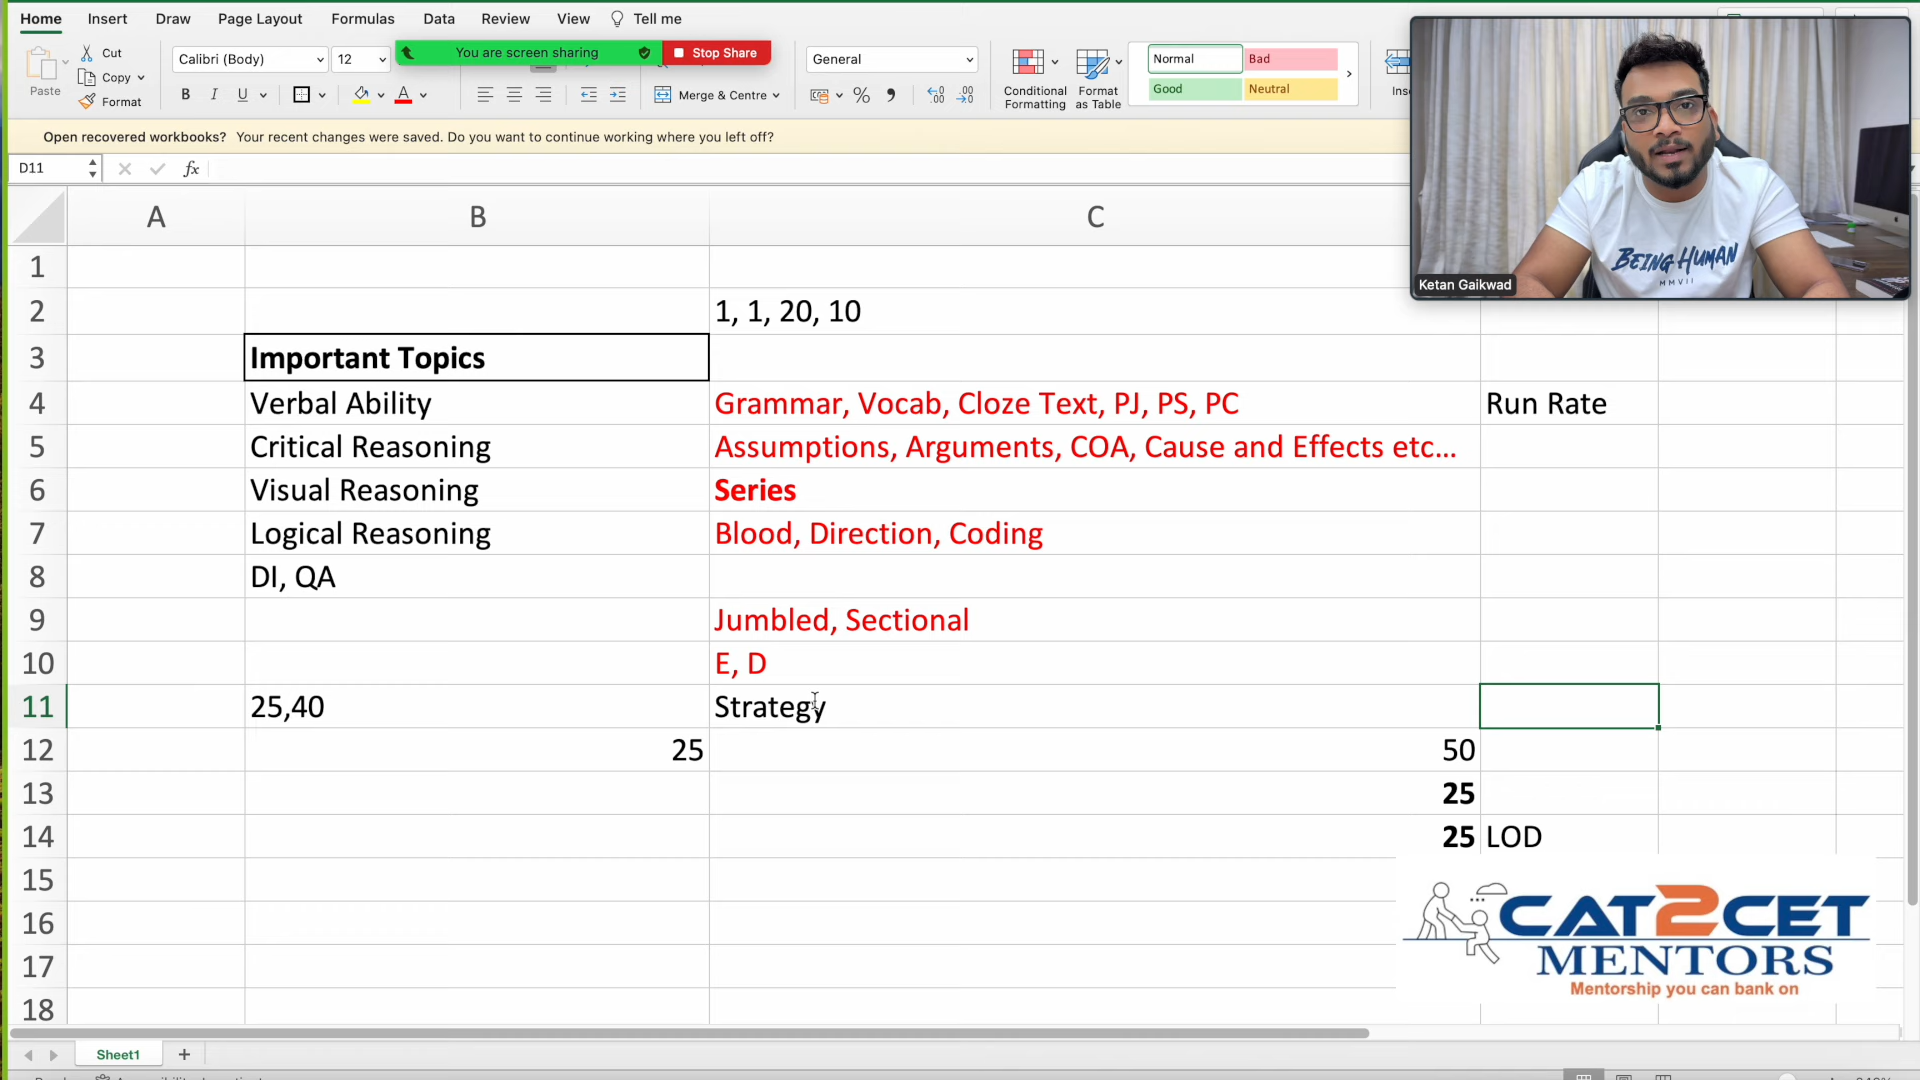 Home Insert Draw Page Layout Formulas Data Review View Tell me
Paste Cut Copy Format
Calibri (Body) 12
You are screen sharing Stop Share
B I U A
Merge & Centre
General
% ,
Conditional Formatting
Format as Table
Normal Bad
Good Neutral
Open recovered workbooks? Your recent changes were saved. Do you want to continue working where you left off?
D11 fx
Ketan Gaikwad
BEING HUMAN
MMVII
A B C
1
2 1, 1, 20, 10
3 Important Topics
4 Verbal Ability Grammar, Vocab, Cloze Text, PJ, PS, PC Run Rate
5 Critical Reasoning Assumptions, Arguments, COA, Cause and Effects etc...
6 Visual Reasoning Series
7 Logical Reasoning Blood, Direction, Coding
8 DI, QA
9 Jumbled, Sectional
10 E, D
11 25,40 Strategy
12 25 50
13 25
14 25 LOD
15
16
17
18
CAT2CET
MENTORS
Mentorship you can bank on
Sheet1 +